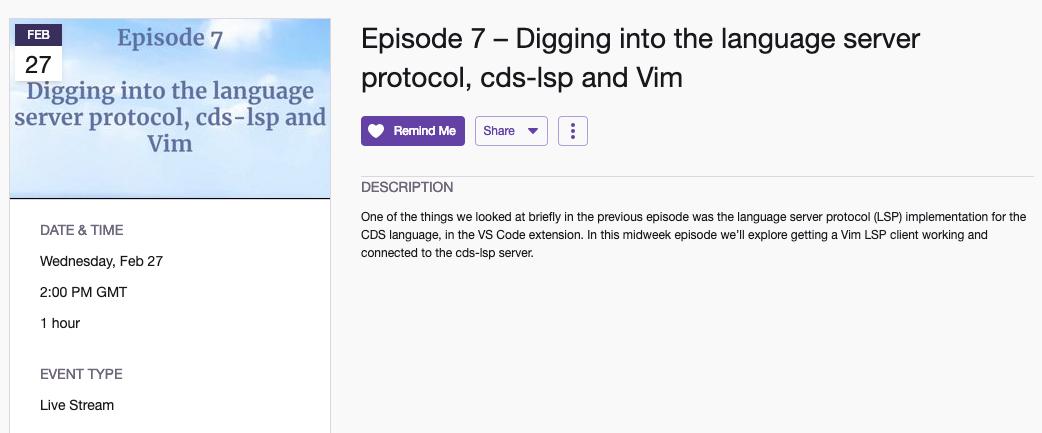 FEB
27
Episode 7
Digging into the language
server protocol, cds-lsp and
Vim
DATE & TIME
Wednesday, Feb 27
2:00 PM GMT
1 hour
EVENT TYPE
Live Stream
Episode 7 – Digging into the language server
protocol, cds-lsp and Vim
Remind Me
Share
DESCRIPTION
One of the things we looked at briefly in the previous episode was the language server protocol (LSP) implementation for the
CDS language, in the VS Code extension. In this midweek episode we'll explore getting a Vim LSP client working and
connected to the cds-lsp server.